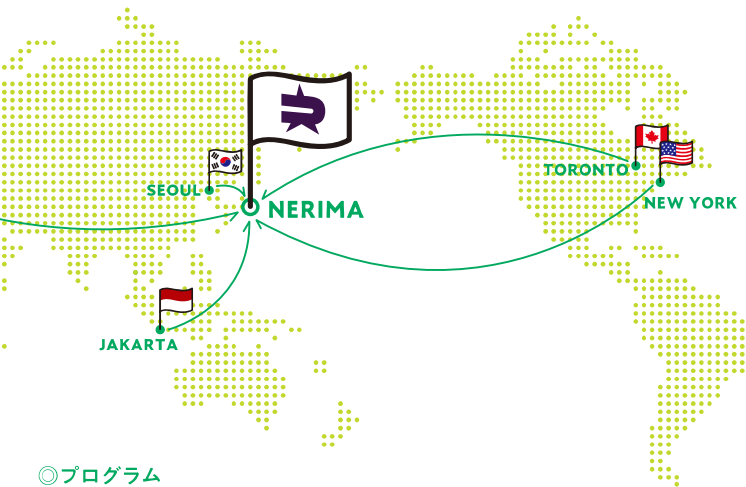 TORONTO
SEOUL
NEW YORK
NERIMA
JAKARTA
◎プログラム